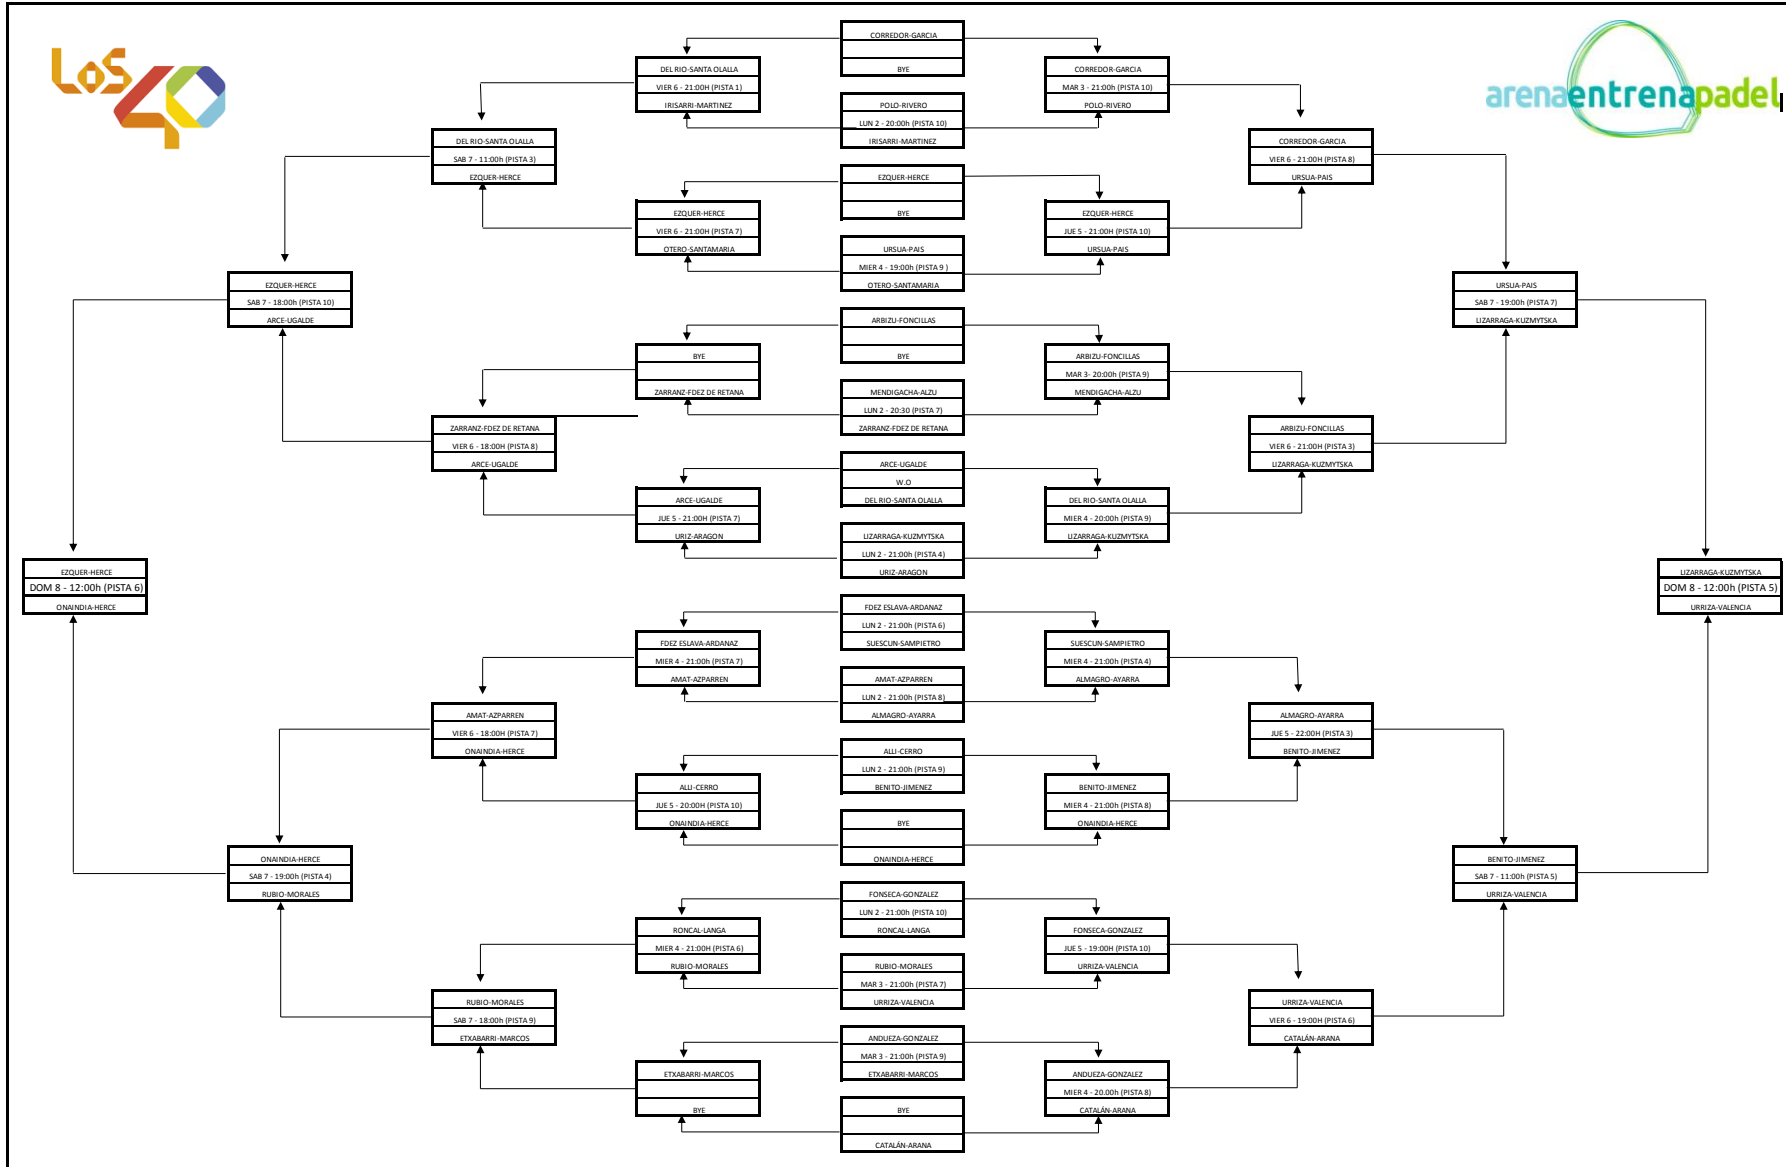 LOS 40
arenaentrenapadel
CORREDOR-GARCIA
BYE
POLO-RIVERO
LUN 2 - 20:00h (PISTA 10)
IRISARRI-MARTINEZ
EZQUER-HERCE
BYE
URSUA-PAIS
MIER 4 - 19:00h (PISTA 9 )
OTERO-SANTAMARIA
ARBIZU-FONCILLAS
BYE
MENDIGACHA-ALZU
LUN 2 - 20:30 (PISTA 7)
ZARRANZ-FDEZ DE RETANA
ARCE-UGALDE
W.O
DEL RIO-SANTA OLALLA
LIZARRAGA-KUZMYTSKA
LUN 2 - 21:00h (PISTA 4)
URIZ-ARAGON
FDEZ ESLAVA-ARDANAZ
LUN 2 - 21:00h (PISTA 6)
SUESCUN-SAMPIETRO
AMAT-AZPARREN
LUN 2 - 21:00h (PISTA 8)
ALMAGRO-AYARRA
ALLI-CERRO
LUN 2 - 21:00h (PISTA 9)
BENITO-JIMENEZ
BYE
ONAINDIA-HERCE
FONSECA-GONZALEZ
LUN 2 - 21:00h (PISTA 10)
RONCAL-LANGA
RUBIO-MORALES
MAR 3 - 21:00h (PISTA 7)
URRIZA-VALENCIA
ANDUEZA-GONZALEZ
MAR 3 - 21:00h (PISTA 9)
ETXABARRI-MARCOS
BYE
CATALÁN-ARANA
DEL RIO-SANTA OLALLA
VIER 6 - 21:00H (PISTA 1)
IRISARRI-MARTINEZ
EZQUER-HERCE
VIER 6 - 21:00H (PISTA 7)
OTERO-SANTAMARIA
BYE
ZARRANZ-FDEZ DE RETANA
ARCE-UGALDE
JUE 5 - 21:00H (PISTA 7)
URIZ-ARAGON
FDEZ ESLAVA-ARDANAZ
MIER 4 - 21:00h (PISTA 7)
AMAT-AZPARREN
ALLI-CERRO
JUE 5 - 20:00H (PISTA 10)
ONAINDIA-HERCE
RONCAL-LANGA
MIER 4 - 21:00H (PISTA 6)
RUBIO-MORALES
ETXABARRI-MARCOS
BYE
DEL RIO-SANTA OLALLA
SAB 7 - 11:00h (PISTA 3)
EZQUER-HERCE
ZARRANZ-FDEZ DE RETANA
VIER 6 - 18:00H (PISTA 8)
ARCE-UGALDE
AMAT-AZPARREN
VIER 6 - 18:00H (PISTA 7)
ONAINDIA-HERCE
RUBIO-MORALES
SAB 7 - 18:00h (PISTA 9)
ETXABARRI-MARCOS
EZQUER-HERCE
SAB 7 - 18:00h (PISTA 10)
ARCE-UGALDE
ONAINDIA-HERCE
SAB 7 - 19:00h (PISTA 4)
RUBIO-MORALES
EZQUER-HERCE
DOM 8 - 12:00h (PISTA 6)
ONAINDIA-HERCE
CORREDOR-GARCIA
MAR 3 - 21:00h (PISTA 10)
POLO-RIVERO
EZQUER-HERCE
JUE 5 - 21:00H (PISTA 10)
URSUA-PAIS
ARBIZU-FONCILLAS
MAR 3- 20:00h (PISTA 9)
MENDIGACHA-ALZU
DEL RIO-SANTA OLALLA
MIER 4 - 20:00h (PISTA 9)
LIZARRAGA-KUZMYTSKA
SUESCUN-SAMPIETRO
MIER 4 - 21:00h (PISTA 4)
ALMAGRO-AYARRA
BENITO-JIMENEZ
MIER 4 - 21:00h (PISTA 8)
ONAINDIA-HERCE
FONSECA-GONZALEZ
JUE 5 - 19:00H (PISTA 10)
URRIZA-VALENCIA
ANDUEZA-GONZALEZ
MIER 4 - 20.00h (PISTA 8)
CATALÁN-ARANA
CORREDOR-GARCIA
VIER 6 - 21:00H (PISTA 8)
URSUA-PAIS
ARBIZU-FONCILLAS
VIER 6 - 21:00H (PISTA 3)
LIZARRAGA-KUZMYTSKA
ALMAGRO-AYARRA
JUE 5 - 22:00H (PISTA 3)
BENITO-JIMENEZ
URRIZA-VALENCIA
VIER 6 - 19:00H (PISTA 6)
CATALÁN-ARANA
URSUA-PAIS
SAB 7 - 19:00h (PISTA 7)
LIZARRAGA-KUZMYTSKA
BENITO-JIMENEZ
SAB 7 - 11:00h (PISTA 5)
URRIZA-VALENCIA
LIZARRAGA-KUZMYTSKA
DOM 8 - 12:00h (PISTA 5)
URRIZA-VALENCIA